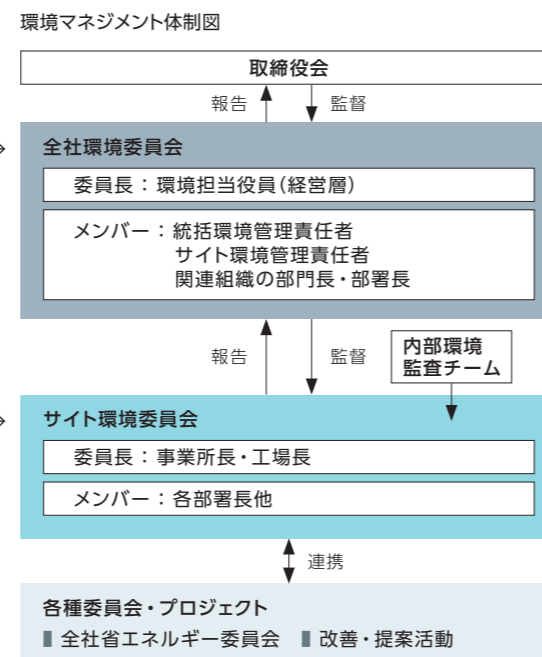 環境マネジメント体制図
取締役会
報告 監督
全社環境委員会
委員長：環境担当役員（経営層）
メンバー：統括環境管理責任者
サイト環境管理責任者
関連組織の部門長・部署長
報告 監督
内部環境
監査チーム
サイト環境委員会
委員長：事業所長・工場長
メンバー：各部署長他
連携
各種委員会・プロジェクト
全社省エネルギー委員会 改善・提案活動